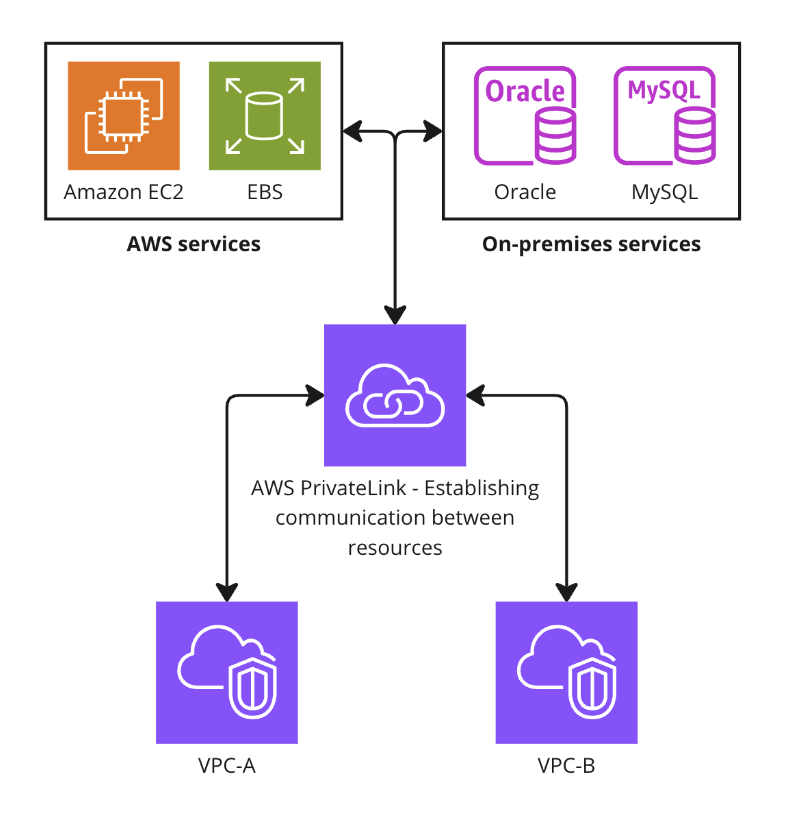 Oracle
MySQL
Amazon EC2
EBS
Oracle
MySQL
AWS services
On-premises services
AWS PrivateLink - Establishing
communication between
resources
VPC-A
VPC-B